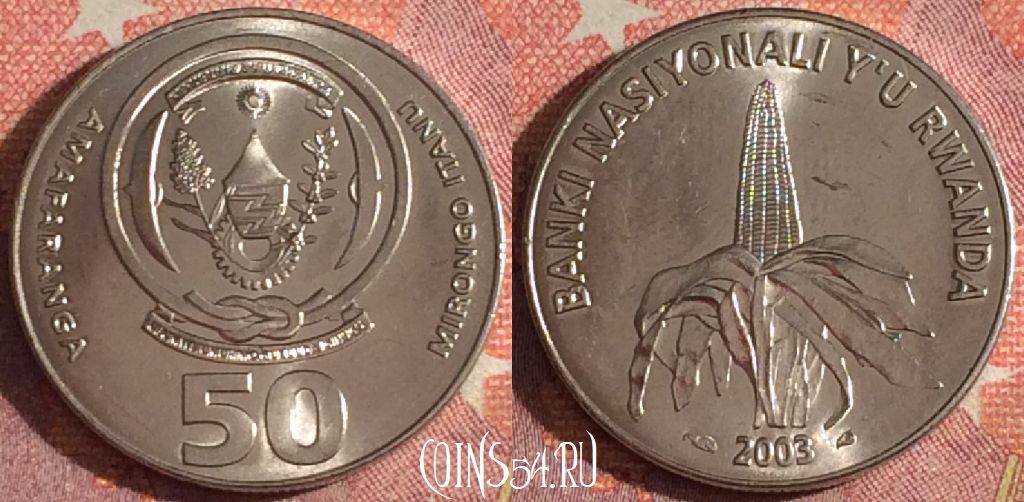 AMAFARANGA
MIRONGO ITANU
50
BANKI NASIYONALI Y'U RWANDA
2003
COINS54.RU